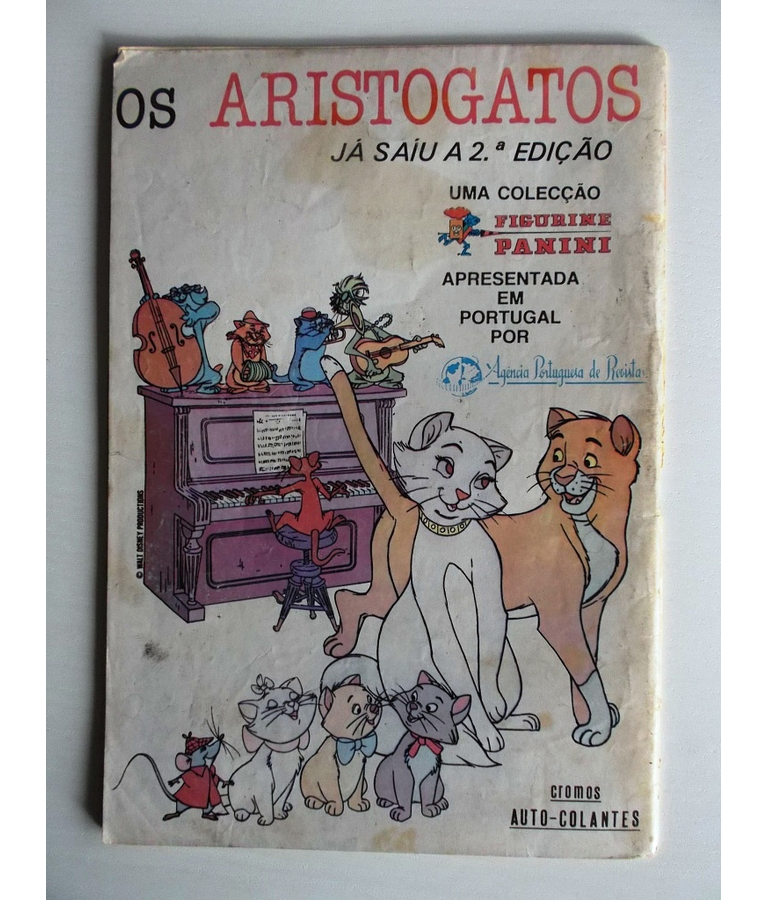 OS ARISTOGATOS
JÁ SAÍU A 2.ª EDIÇÃO
UMA COLECÇÃO
FIGURINE
PANINI
APRESENTADA
EM
PORTUGAL
POR
Agência Portuguesa de Revistas
© WALT DISNEY PRODUCTIONS
cromos
AUTO-COLANTES